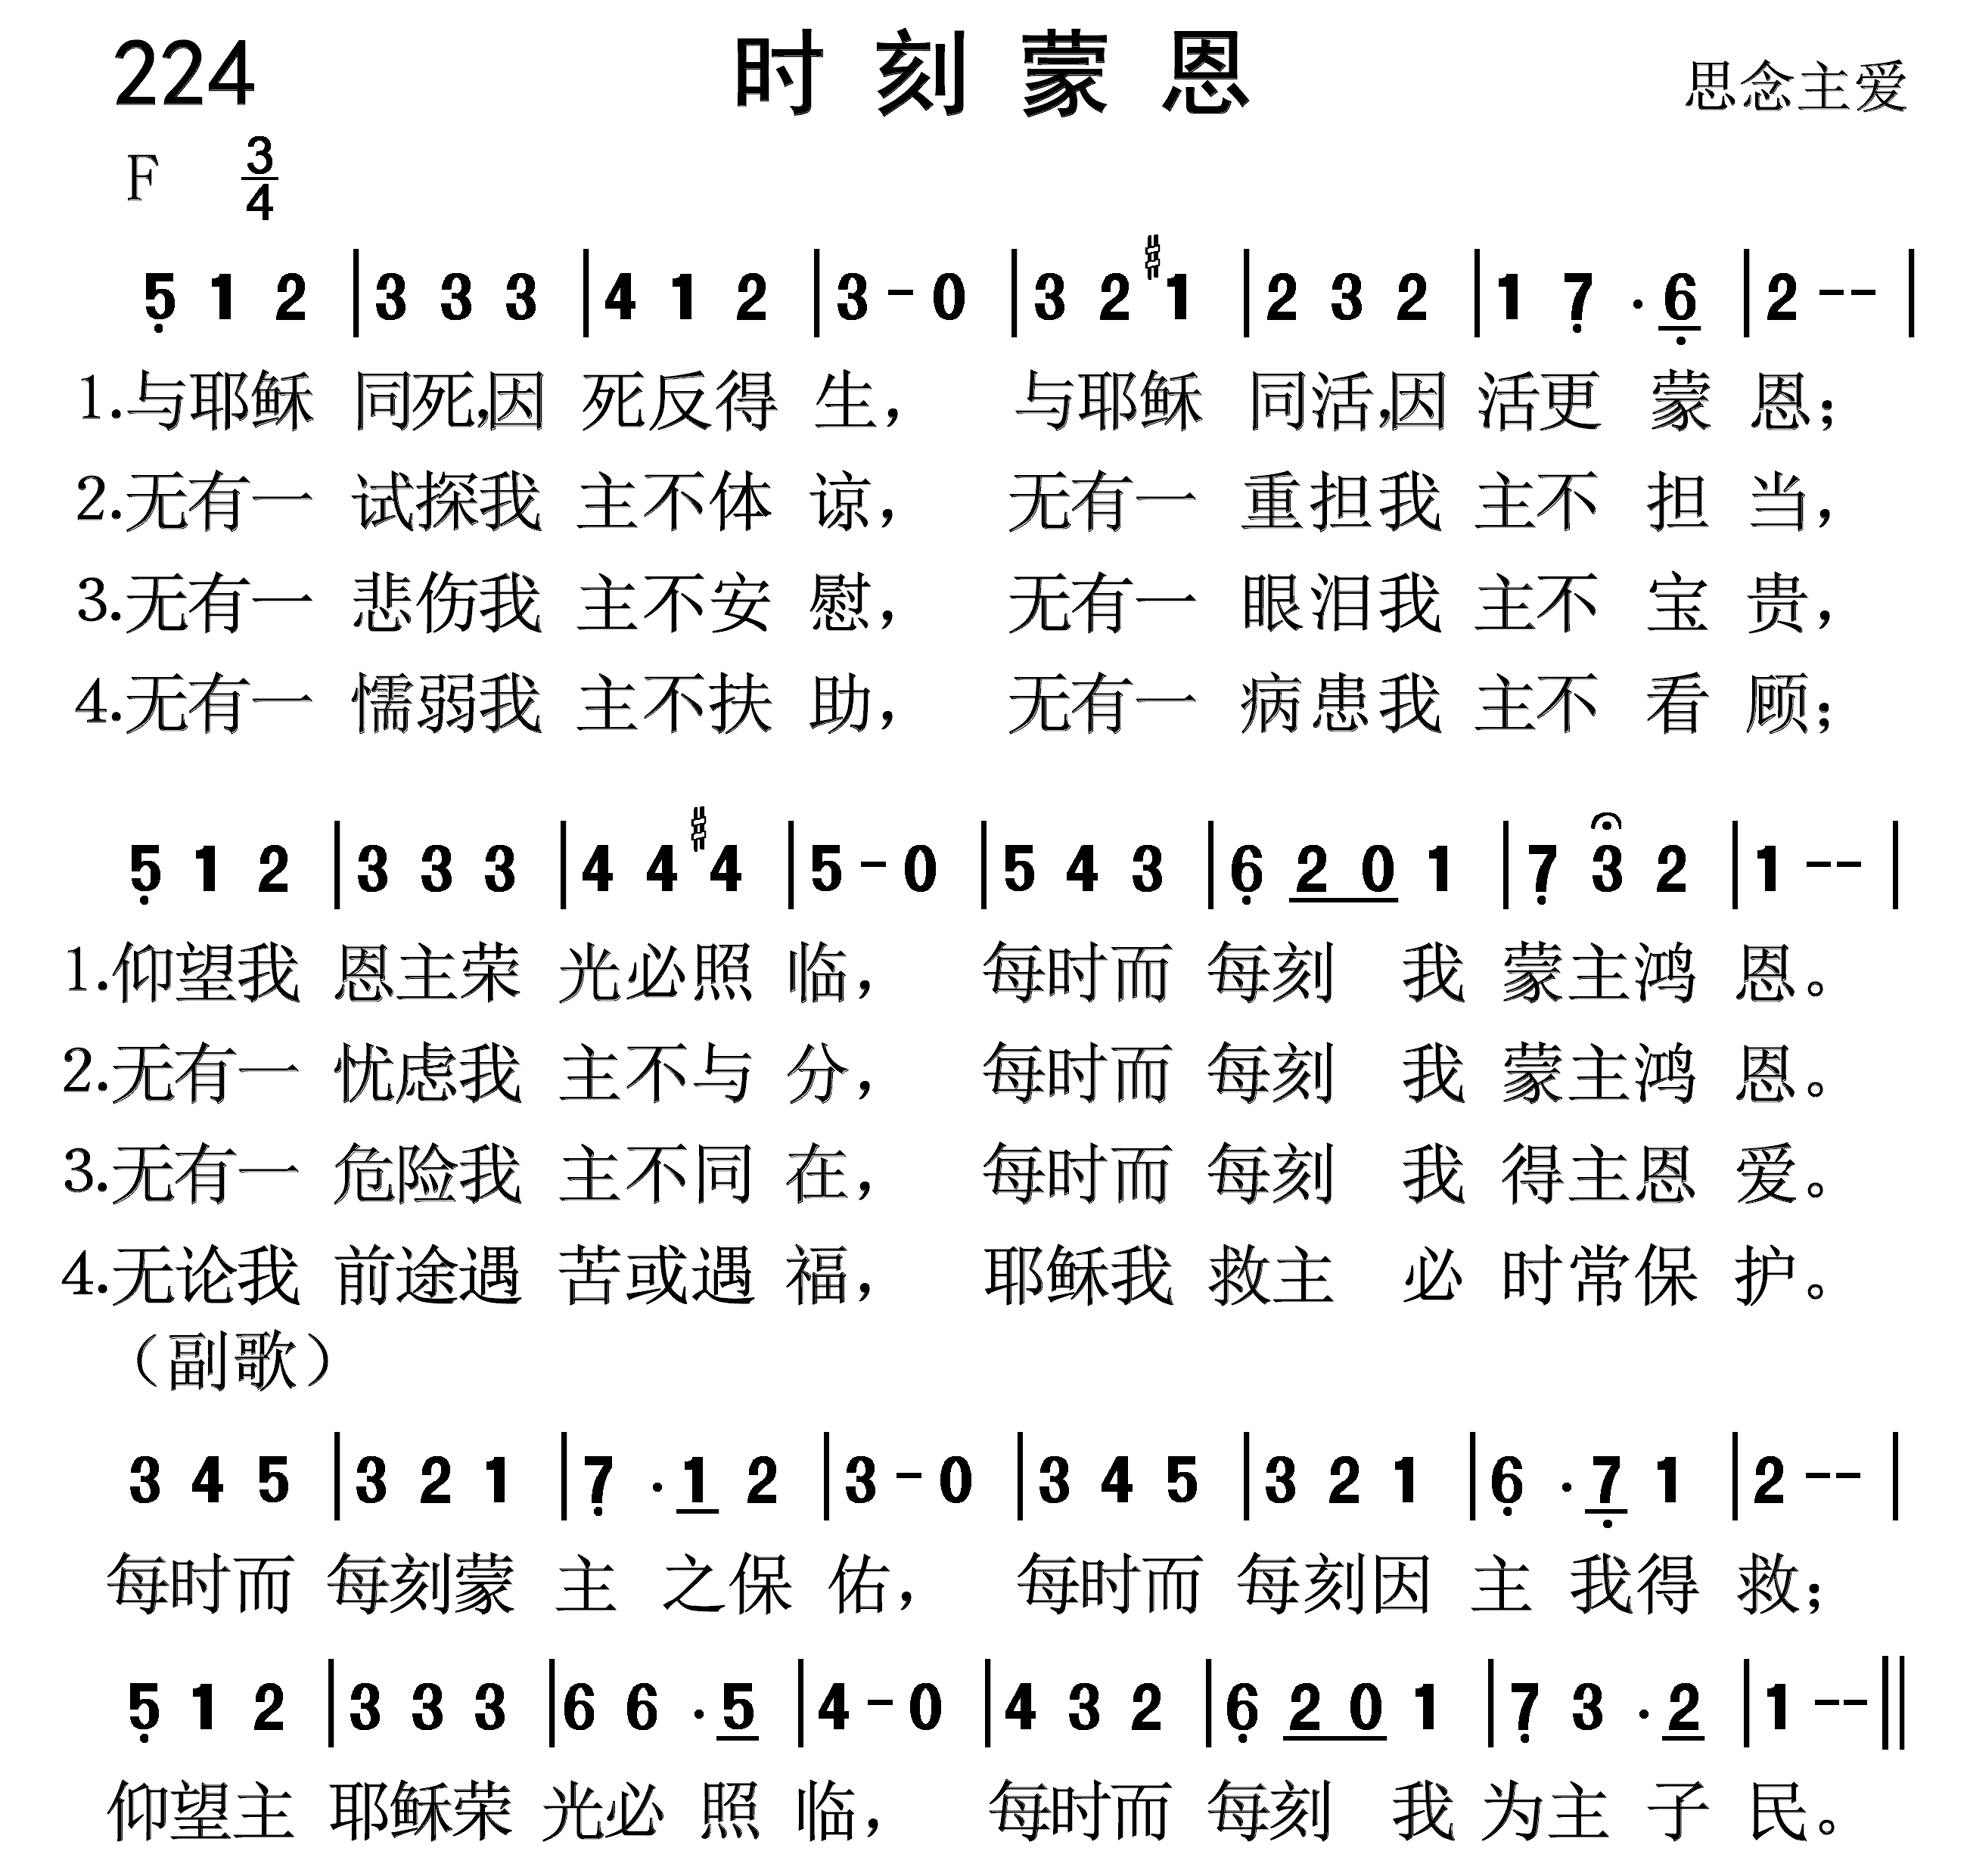 224 时刻蒙恩 思念主爱
F 3/4
5̣ 1 2 | 3 3 3 | 4 1 2 | 3 - 0 | 3 2 #1 | 2 3 2 | 1 7̣ · 6̣ | 2 - - |
1.与耶稣 同死,因 死反得 生， 与耶稣 同活,因 活更 蒙 恩；
2.无有一 试探我 主不体 谅， 无有一 重担我 主不 担 当，
3.无有一 悲伤我 主不安 慰， 无有一 眼泪我 主不 宝 贵，
4.无有一 懦弱我 主不扶 助， 无有一 病患我 主不 看 顾；
5̣ 1 2 | 3 3 3 | 4 4 #4 | 5 - 0 | 5 4 3 | 6̣ 2 0 1 | 7̣ 3 2 | 1 - - |
1.仰望我 恩主荣 光必照 临， 每时而 每刻 我 蒙主鸿 恩。
2.无有一 忧虑我 主不与 分， 每时而 每刻 我 蒙主鸿 恩。
3.无有一 危险我 主不同 在， 每时而 每刻 我 得主恩 爱。
4.无论我 前途遇 苦或遇 福， 耶稣我 救主 必 时常保 护。
（副歌）
3 4 5 | 3 2 1 | 7̣ · 1 2 | 3 - 0 | 3 4 5 | 3 2 1 | 6̣ · 7̣ 1 | 2 - - |
每时而 每刻蒙 主 之保 佑， 每时而 每刻因 主 我得 救；
5̣ 1 2 | 3 3 3 | 6 6 · 5 | 4 - 0 | 4 3 2 | 6̣ 2 0 1 | 7̣ 3 · 2 | 1 - - ||
仰望主 耶稣荣 光必 照 临， 每时而 每刻 我 为主 子 民。